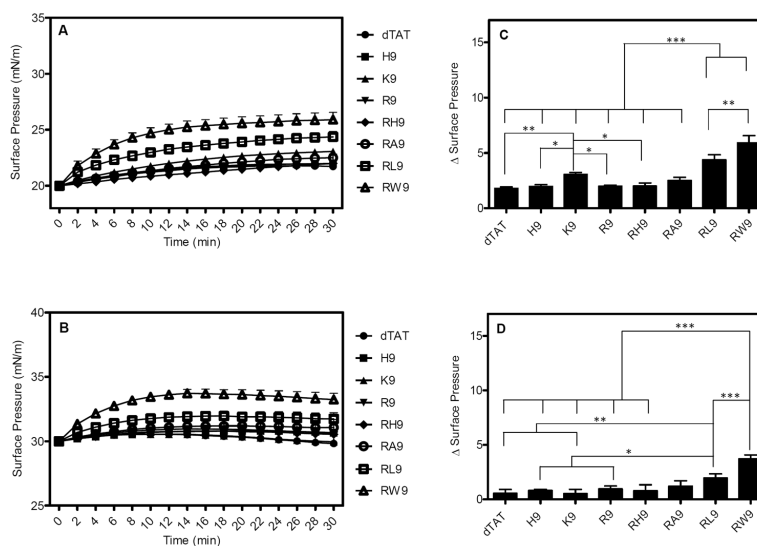 A
Surface Pressure (mN/m)
35
30
25
20
0 2 4 6 8 10 12 14 16 18 20 22 24 26 28 30
Time (min)
dTAT
H9
K9
R9
RH9
RA9
RL9
RW9
C
Δ Surface Pressure
15
10
5
0
***
**
**
*
*
*
dTAT H9 K9 R9 RH9 RA9 RL9 RW9
B
Surface Pressure (mN/m)
40
35
30
25
0 2 4 6 8 10 12 14 16 18 20 22 24 26 28 30
Time (min)
dTAT
H9
K9
R9
RH9
RA9
RL9
RW9
D
Δ Surface Pressure
15
10
5
0
***
***
**
*
dTAT H9 K9 R9 RH9 RA9 RL9 RW9